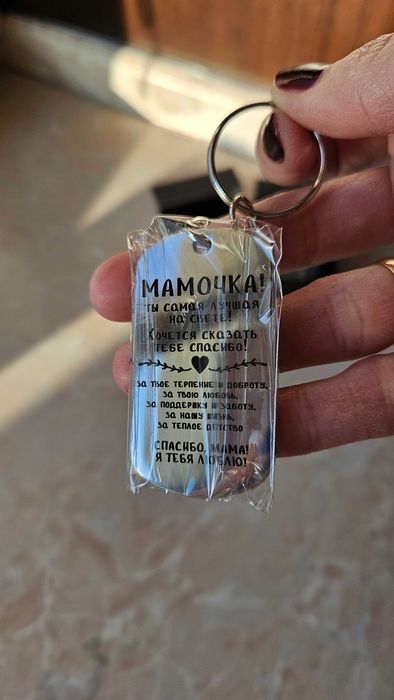 МАМОЧКА!
ТЫ САМАЯ ЛУЧШАЯ
НА СВЕТЕ!
ХОЧЕТСЯ СКАЗАТЬ
ТЕБЕ СПАСИБО!
ЗА ТВОЕ ТЕРПЕНИЕ И ДОБРОТУ,
ЗА ТВОЮ ЛЮБОВЬ,
ЗА ПОДДЕРЖКУ И ЗАБОТУ,
ЗА НАШУ ЖИЗНЬ,
ЗА ТЕПЛОЕ ДЕТСТВО
СПАСИБО, МАМА!
Я ТЕБЯ ЛЮБЛЮ!